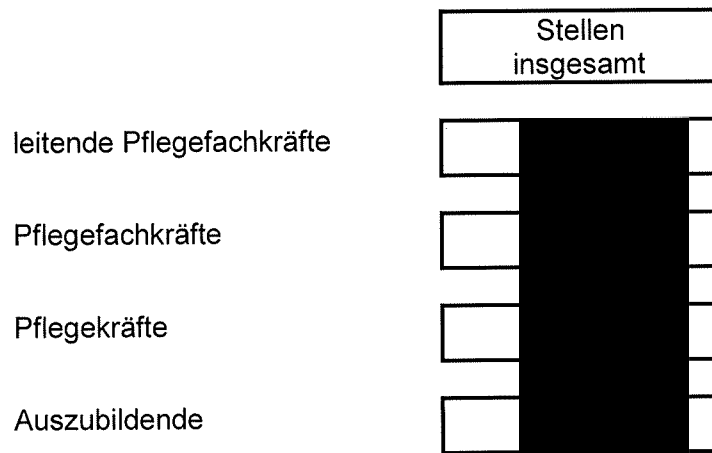 Stellen
insgesamt
leitende Pflegefachkräfte
Pflegefachkräfte
Pflegekräfte
Auszubildende